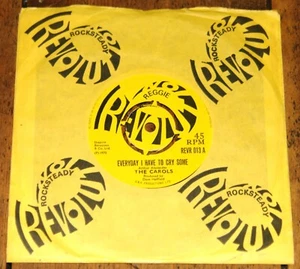 REVOLUTION
ROCKSTEADY
REVOLUTION
ROCKSTEADY
REGGIE
45
RPM
REVR 013 A
EVERYDAY I HAVE TO CRY SOME
THE CAROLS
ROCKSTEADY
REVOLUTION
ROCKSTEADY
REVOLUTION